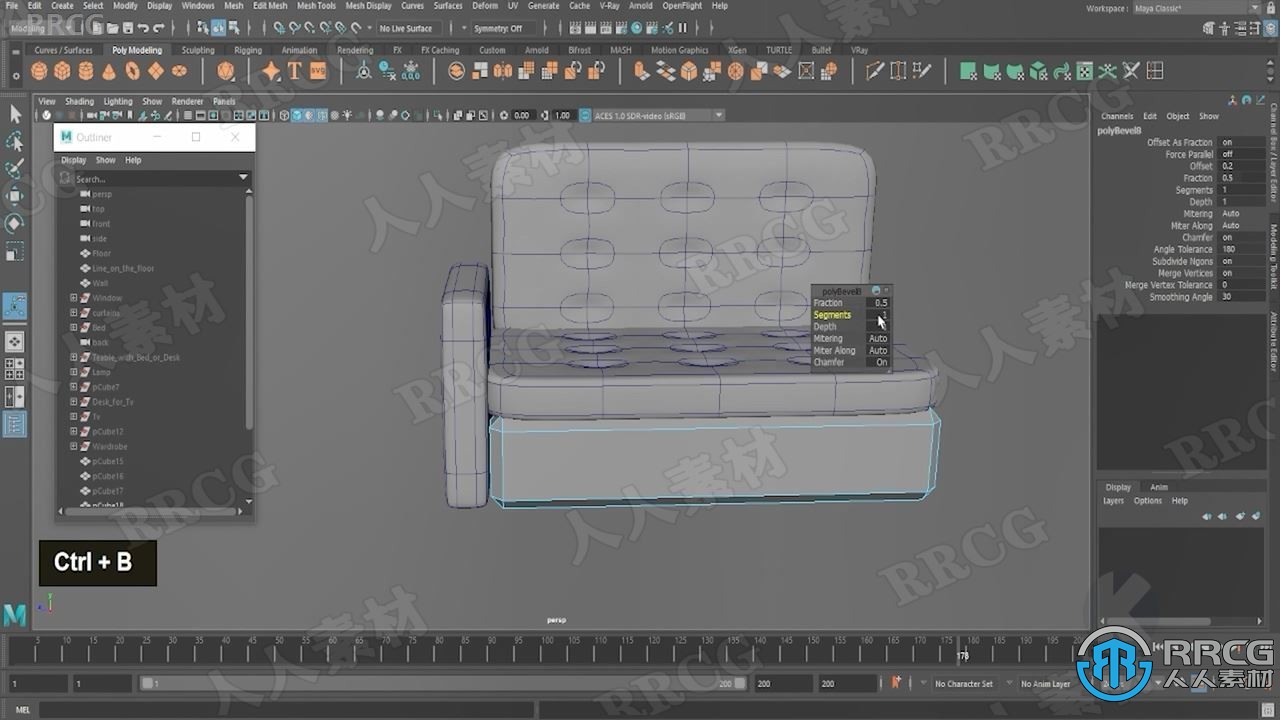 File Edit Create Select Modify Display Windows Mesh Edit Mesh Mesh Tools Mesh Display Curves Surfaces Deform UV Generate Cache V-Ray Arnold OpenFlight Help
Workspace : Maya Classic*
Modeling No Live Surface Symmetry: Off
Curves / Surfaces Poly Modeling Sculpting Rigging Animation Rendering FX FX Caching Custom Arnold Bifrost MASH Motion Graphics XGen TURTLE Bullet VRay
View Shading Lighting Show Renderer Panels
0.00 1.00 ACES 1.0 SDR-video (sRGB)
Outliner
Display Show Help
Search...
persp
top
front
side
Floor
Line_on_the_floor
Wall
Window
curtains
Bed
back
Teable_with_Bed_or_Desk
Lamp
pCube7
Desk_for_Tv
Tv
pCube12
Wardrobe
pCube15
pCube16
pCube17
pCube18
Ctrl + B
polyBevel8
Fraction 0.5
Segments 1
Depth
Mitering Auto
Miter Along Auto
Chamfer On
persp
Channels Edit Object Show
polyBevel8
Offset As Fraction on
Force Parallel off
Offset 0.2
Fraction 0.5
Segments 1
Depth 1
Mitering Auto
Miter Along Auto
Chamfer on
Angle Tolerance 180
Subdivide Ngons on
Merge Vertices on
Merge Vertex Tolerance 0
Smoothing Angle 30
Channel Box / Layer Editor
Modeling Toolkit
Attribute Editor
Display Anim
Layers Options Help
5 10 15 20 25 30 35 40 45 50 55 60 65 70 75 80 85 90 95 100 105 110 115 120 125 130 135 140 145 150 155 160 165 170 175 180 185 190 195
178
1 1 1 200 200 200 No Character Set No Anim Layer
MEL
RRCG
人人素材